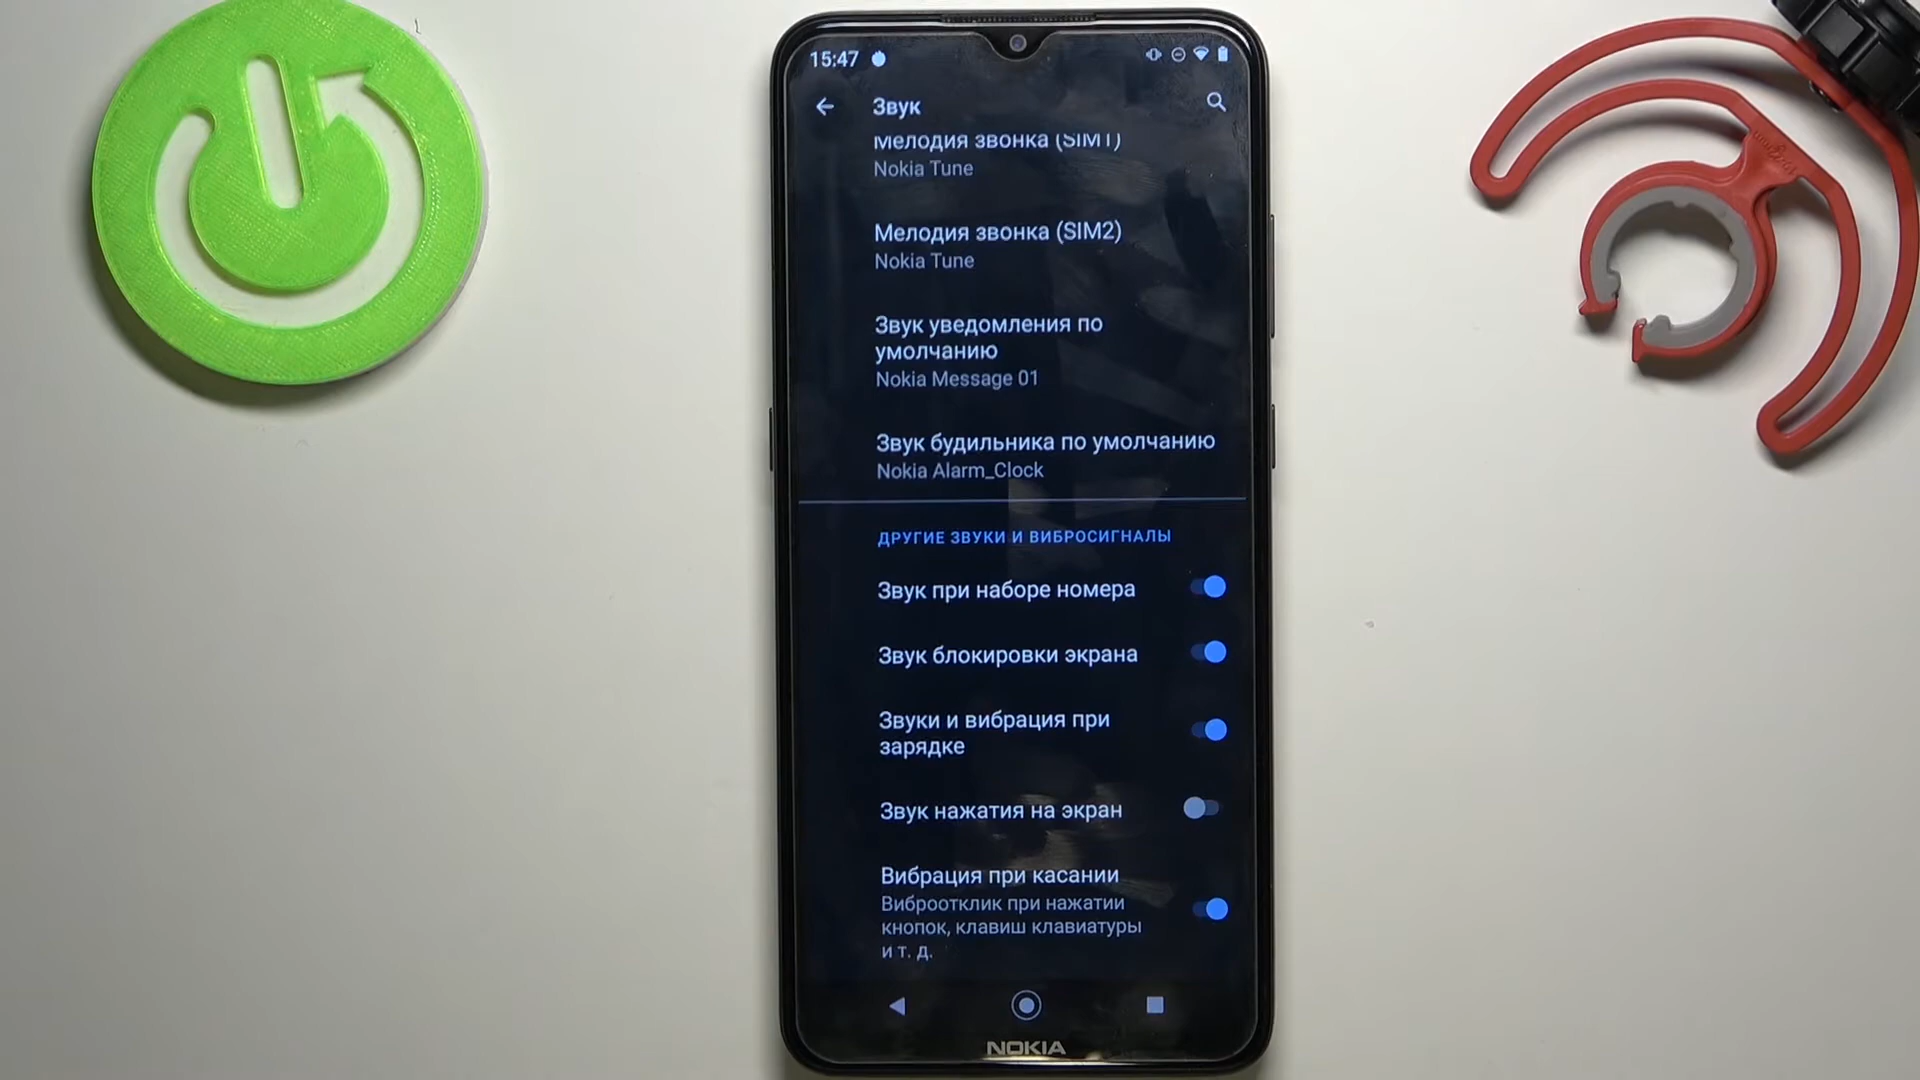 15:47
Звук
Мелодия звонка (SIM1)
Nokia Tune
Мелодия звонка (SIM2)
Nokia Tune
Звук уведомления по
умолчанию
Nokia Message 01
Звук будильника по умолчанию
Nokia Alarm_Clock
ДРУГИЕ ЗВУКИ И ВИБРОСИГНАЛЫ
Звук при наборе номера
Звук блокировки экрана
Звуки и вибрация при
зарядке
Звук нажатия на экран
Вибрация при касании
Виброотклик при нажатии
кнопок, клавиш клавиатуры
и т. д.
NOKIA